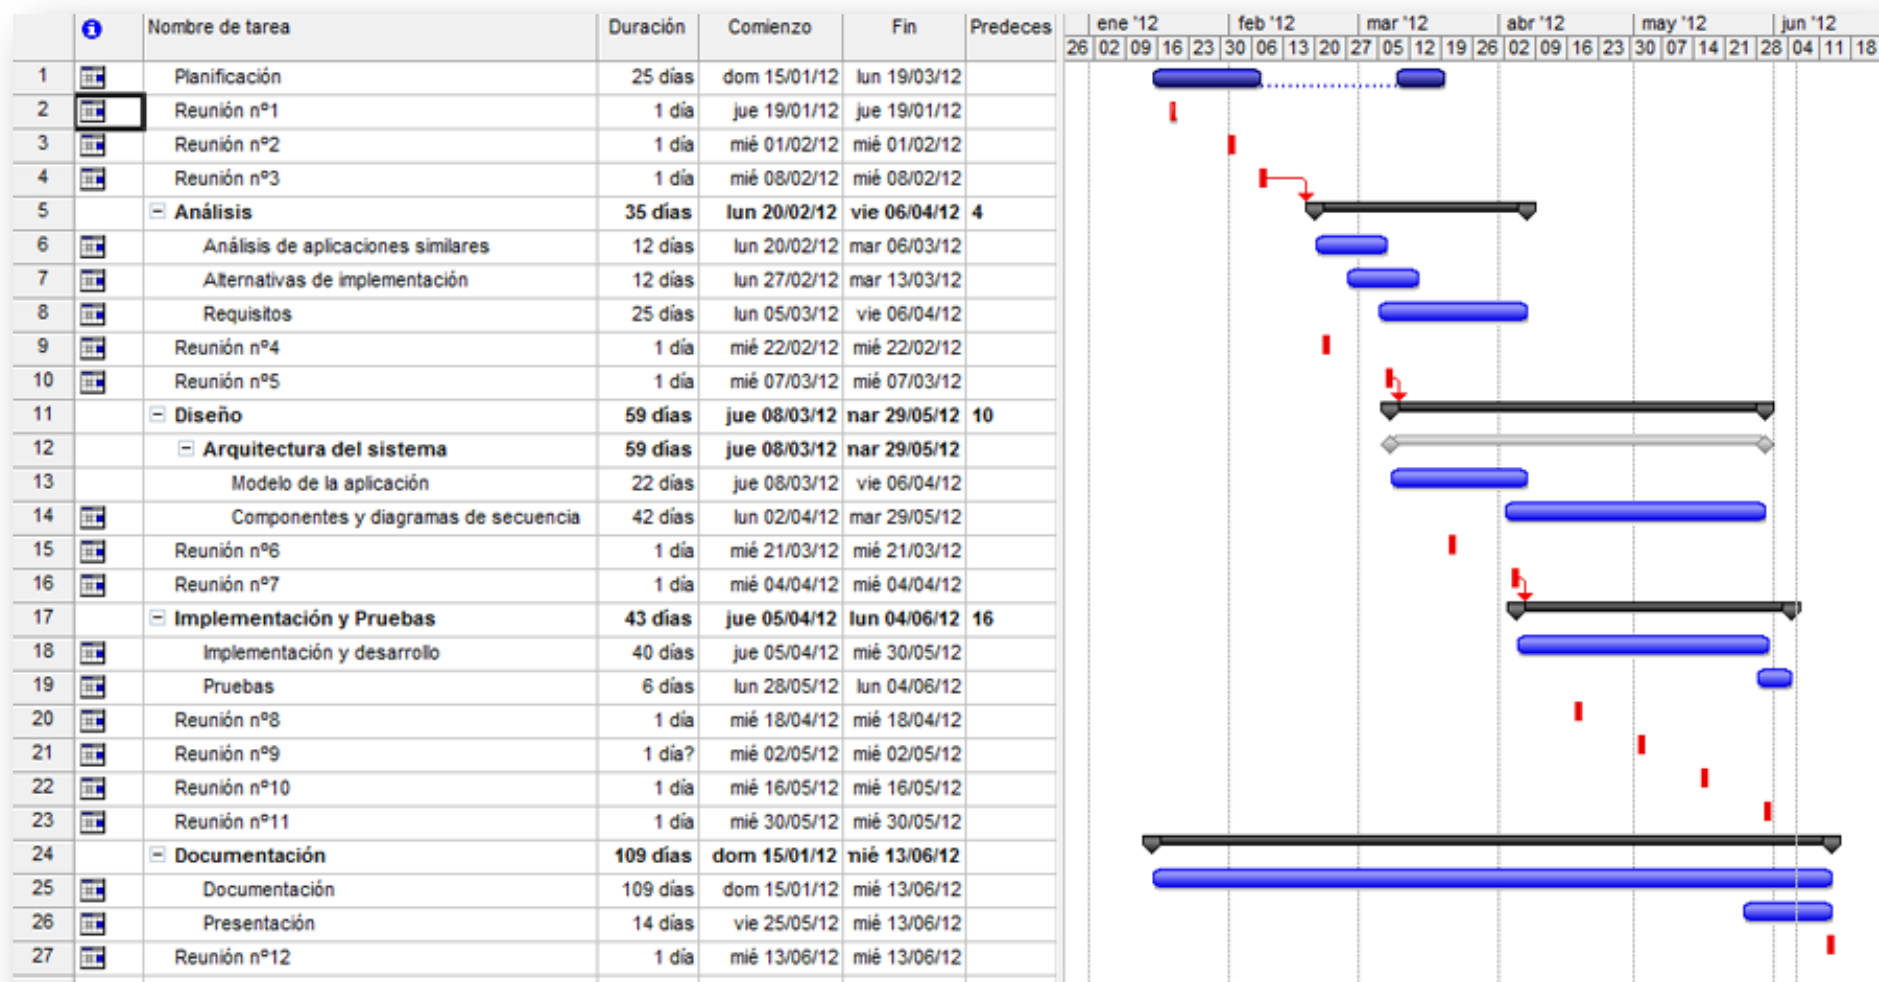 Nombre de tarea Duración Comienzo Fin Predeces ene '12 feb '12 mar '12 abr '12 may '12 jun '12
26 02 09 16 23 30 06 13 20 27 05 12 19 26 02 09 16 23 30 07 14 21 28 04 11 18
1 Planificación 25 días dom 15/01/12 lun 19/03/12
2 Reunión nº1 1 día jue 19/01/12 jue 19/01/12
3 Reunión nº2 1 día mié 01/02/12 mié 01/02/12
4 Reunión nº3 1 día mié 08/02/12 mié 08/02/12
5 Análisis 35 días lun 20/02/12 vie 06/04/12 4
6 Análisis de aplicaciones similares 12 días lun 20/02/12 mar 06/03/12
7 Alternativas de implementación 12 días lun 27/02/12 mar 13/03/12
8 Requisitos 25 días lun 05/03/12 vie 06/04/12
9 Reunión nº4 1 día mié 22/02/12 mié 22/02/12
10 Reunión nº5 1 día mié 07/03/12 mié 07/03/12
11 Diseño 59 días jue 08/03/12 mar 29/05/12 10
12 Arquitectura del sistema 59 días jue 08/03/12 mar 29/05/12
13 Modelo de la aplicación 22 días jue 08/03/12 vie 06/04/12
14 Componentes y diagramas de secuencia 42 días lun 02/04/12 mar 29/05/12
15 Reunión nº6 1 día mié 21/03/12 mié 21/03/12
16 Reunión nº7 1 día mié 04/04/12 mié 04/04/12
17 Implementación y Pruebas 43 días jue 05/04/12 lun 04/06/12 16
18 Implementación y desarrollo 40 días jue 05/04/12 mié 30/05/12
19 Pruebas 6 días lun 28/05/12 lun 04/06/12
20 Reunión nº8 1 día mié 18/04/12 mié 18/04/12
21 Reunión nº9 1 día? mié 02/05/12 mié 02/05/12
22 Reunión nº10 1 día mié 16/05/12 mié 16/05/12
23 Reunión nº11 1 día mié 30/05/12 mié 30/05/12
24 Documentación 109 días dom 15/01/12 mié 13/06/12
25 Documentación 109 días dom 15/01/12 mié 13/06/12
26 Presentación 14 días vie 25/05/12 mié 13/06/12
27 Reunión nº12 1 día mié 13/06/12 mié 13/06/12